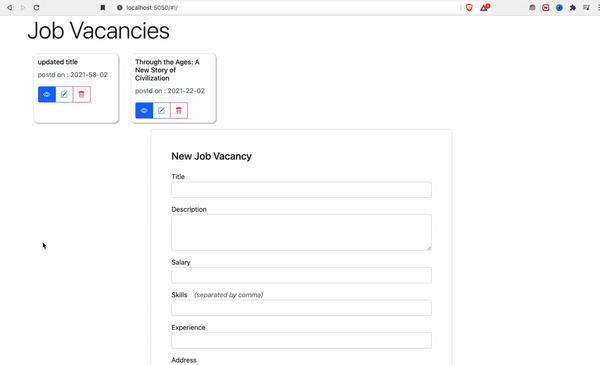 localhost:5050/#!/
Job Vacancies
updated title
postd on : 2021-58-02
Through the Ages: A
New Story of
Civilization
postd on : 2021-22-02
New Job Vacancy
Title
Description
Salary
Skills (separated by comma)
Experience
Address